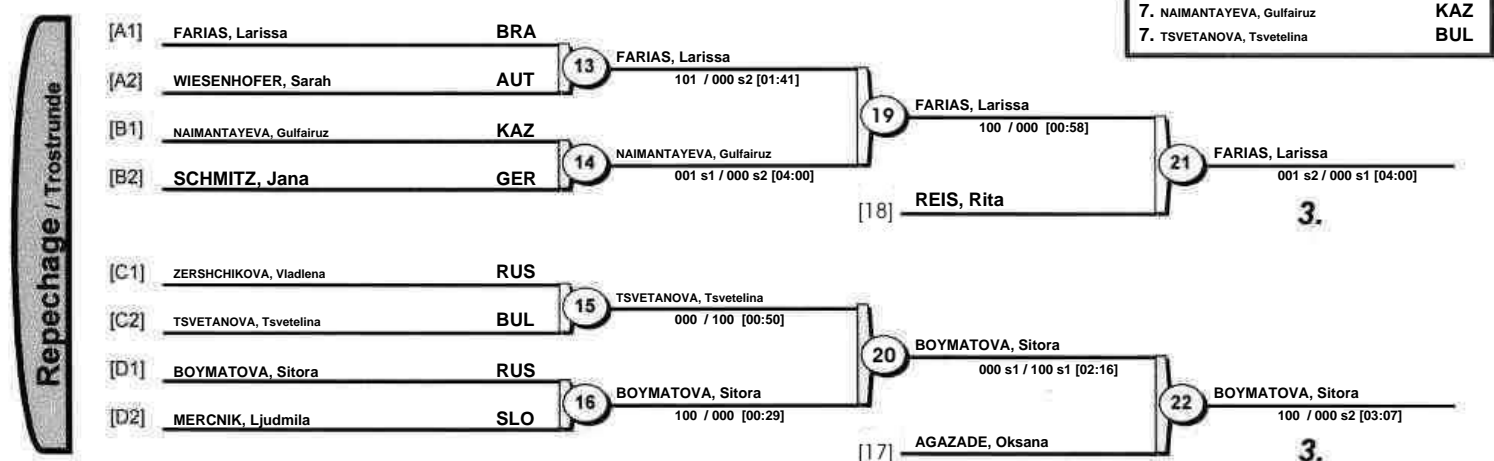 7. NAIMANTAYEVA, Gulfairuz KAZ
7. TSVETANOVA, Tsvetelina BUL
Repechage / Trostrunde
[A1] FARIAS, Larissa BRA
[A2] WIESENHOFER, Sarah AUT
13
FARIAS, Larissa
101 / 000 s2 [01:41]
[B1] NAIMANTAYEVA, Gulfairuz KAZ
[B2] SCHMITZ, Jana GER
14
NAIMANTAYEVA, Gulfairuz
001 s1 / 000 s2 [04:00]
19
FARIAS, Larissa
100 / 000 [00:58]
[18] REIS, Rita
21
FARIAS, Larissa
001 s2 / 000 s1 [04:00]
3.
[C1] ZERSHCHIKOVA, Vladlena RUS
[C2] TSVETANOVA, Tsvetelina BUL
15
TSVETANOVA, Tsvetelina
000 / 100 [00:50]
[D1] BOYMATOVA, Sitora RUS
[D2] MERCNIK, Ljudmila SLO
16
BOYMATOVA, Sitora
100 / 000 [00:29]
20
BOYMATOVA, Sitora
000 s1 / 100 s1 [02:16]
[17] AGAZADE, Oksana
22
BOYMATOVA, Sitora
100 / 000 s2 [03:07]
3.